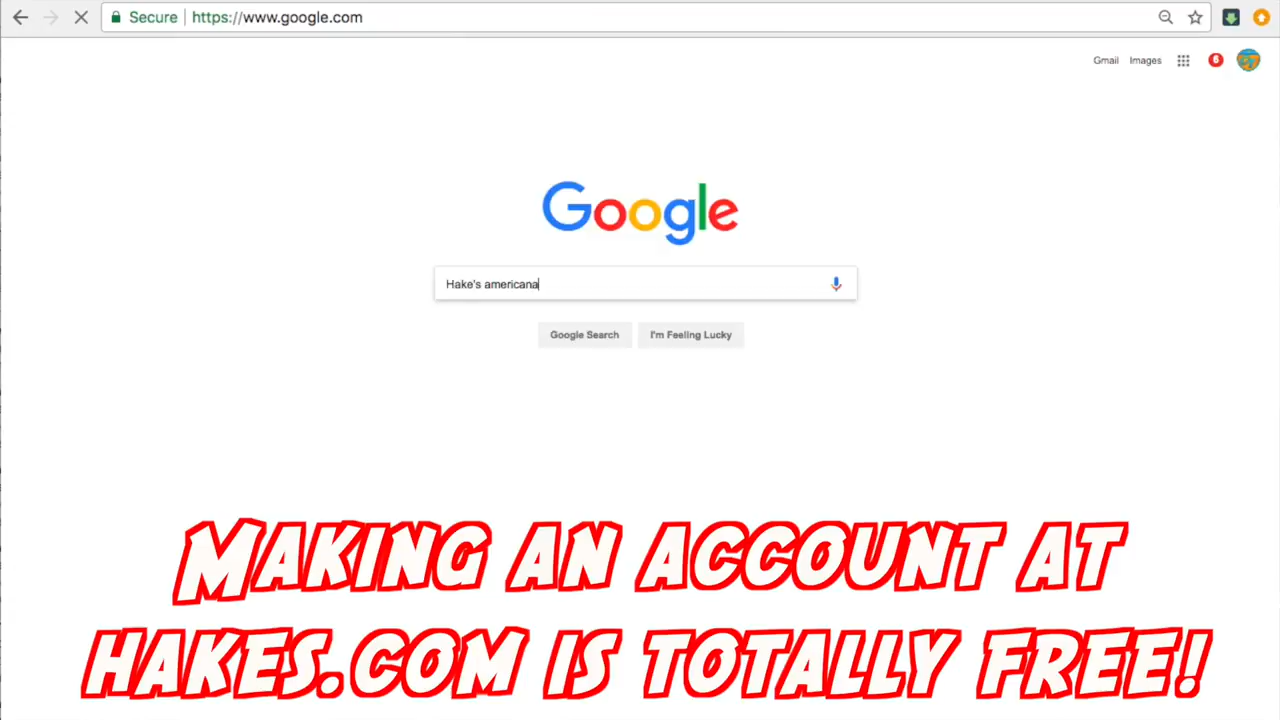 Secure https://www.google.com
Gmail Images 6
Google
Hake's americana
Google Search I'm Feeling Lucky
MAKING AN ACCOUNT AT
HAKES.COM IS TOTALLY FREE!